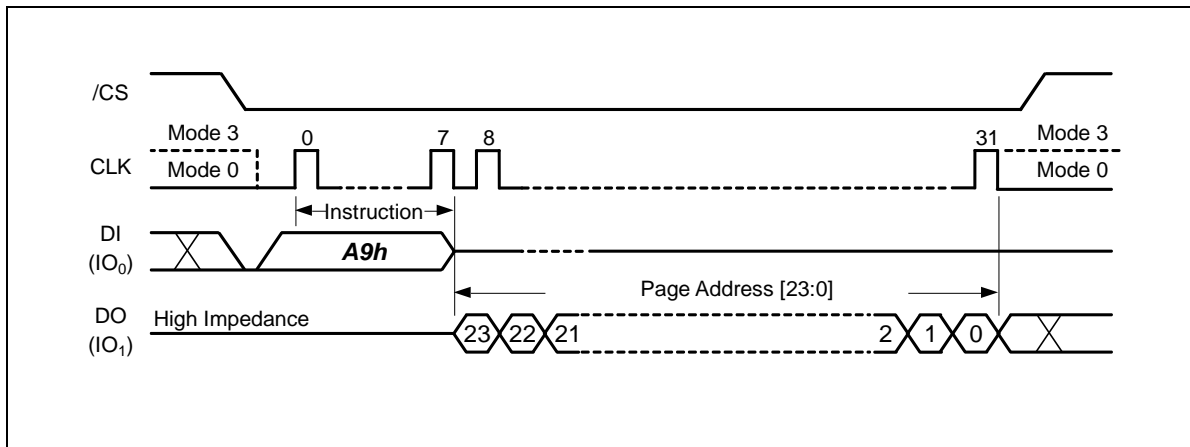 /CS
Mode 3
0
7
8
31
Mode 3
CLK
Mode 0
Mode 0
Instruction
DI
(IO₀)
A9h
Page Address [23:0]
DO
(IO₁)
High Impedance
23
22
21
2
1
0